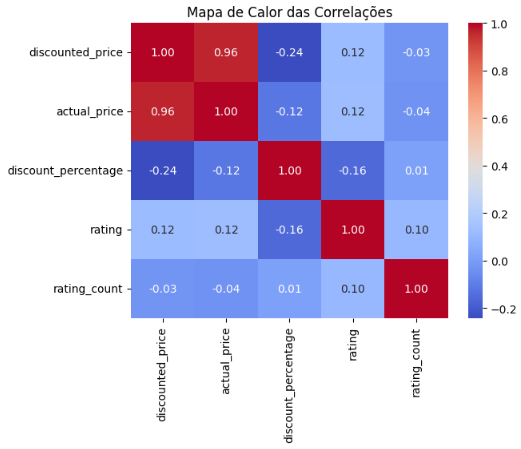 Mapa de Calor das Correlações
discounted_price 1.00 0.96 -0.24 0.12 -0.03
actual_price 0.96 1.00 -0.12 0.12 -0.04
discount_percentage -0.24 -0.12 1.00 -0.16 0.01
rating 0.12 0.12 -0.16 1.00 0.10
rating_count -0.03 -0.04 0.01 0.10 1.00
discounted_price
actual_price
discount_percentage
rating
rating_count
1.0
0.8
0.6
0.4
0.2
0.0
−0.2